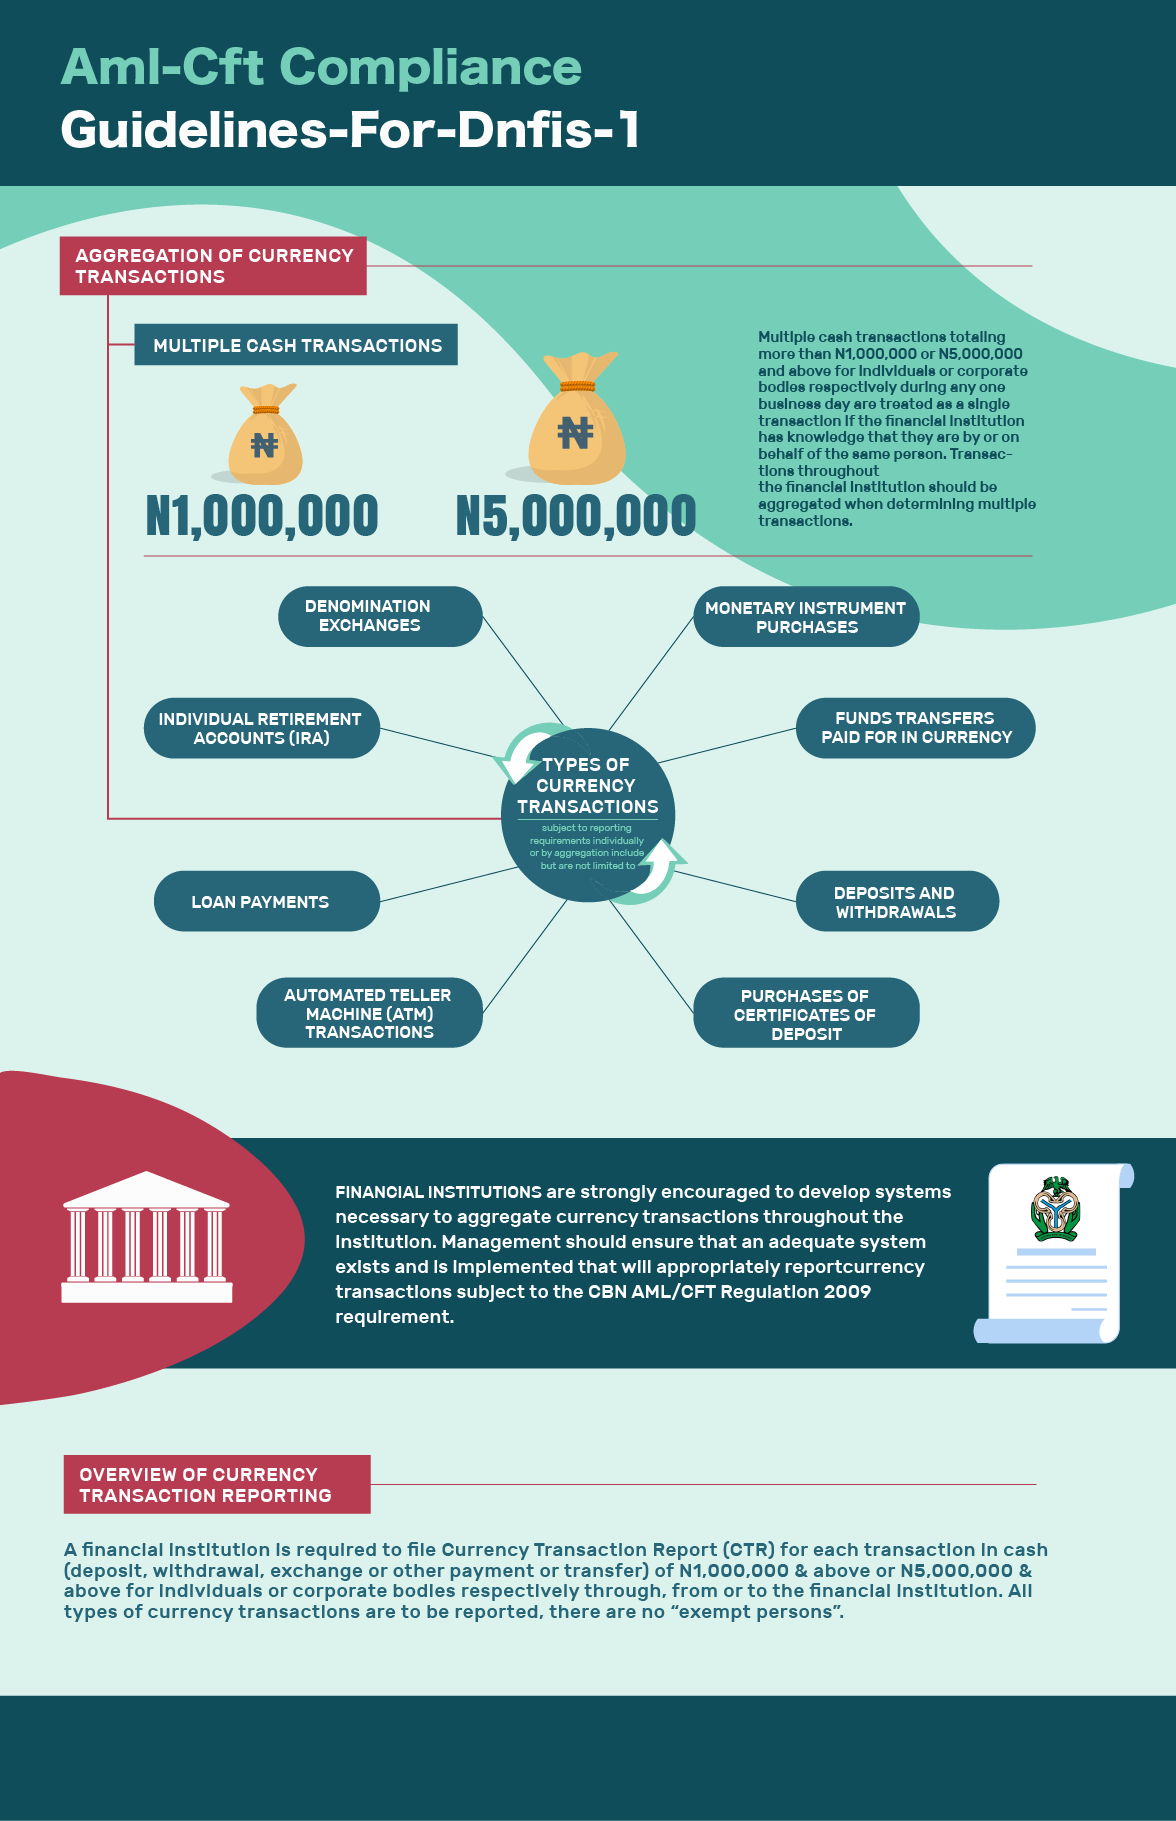 Aml-Cft Compliance
Guidelines-For-Dnfis-1
AGGREGATION OF CURRENCY
TRANSACTIONS
MULTIPLE CASH TRANSACTIONS
₦
₦
N1,000,000
N5,000,000
Multiple cash transactions totaling
more than N1,000,000 or N5,000,000
and above for individuals or corporate
bodies respectively during any one
business day are treated as a single
transaction if the financial institution
has knowledge that they are by or on
behalf of the same person. Transac-
tions throughout
the financial institution should be
aggregated when determining multiple
transactions.
DENOMINATION
EXCHANGES
MONETARY INSTRUMENT
PURCHASES
INDIVIDUAL RETIREMENT
ACCOUNTS (IRA)
FUNDS TRANSFERS
PAID FOR IN CURRENCY
TYPES OF
CURRENCY
TRANSACTIONS
subject to reporting
requirements individually
or by aggregation include
but are not limited to
LOAN PAYMENTS
DEPOSITS AND
WITHDRAWALS
AUTOMATED TELLER
MACHINE (ATM)
TRANSACTIONS
PURCHASES OF
CERTIFICATES OF
DEPOSIT
FINANCIAL INSTITUTIONS are strongly encouraged to develop systems
necessary to aggregate currency transactions throughout the
institution. Management should ensure that an adequate system
exists and is implemented that will appropriately reportcurrency
transactions subject to the CBN AML/CFT Regulation 2009
requirement.
OVERVIEW OF CURRENCY
TRANSACTION REPORTING
A financial institution is required to file Currency Transaction Report (CTR) for each transaction in cash
(deposit, withdrawal, exchange or other payment or transfer) of N1,000,000 & above or N5,000,000 &
above for individuals or corporate bodies respectively through, from or to the financial institution. All
types of currency transactions are to be reported, there are no “exempt persons”.